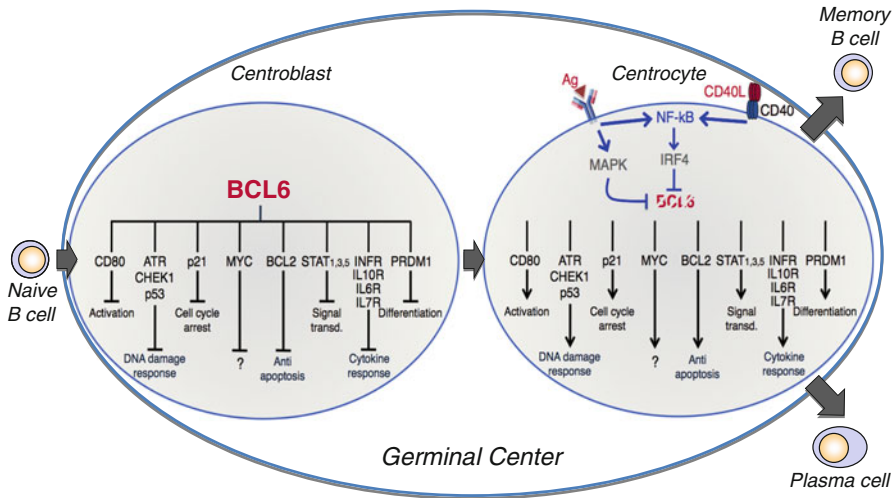 Memory
B cell
Centroblast
Centrocyte
Ag
CD40L
CD40
NF-kB
MAPK
IRF4
BCL6
BCL6
Naive
B cell
CD80 ATR p21 MYC BCL2 STAT1,3,5 INFR PRDM1
CHEK1 IL10R
p53 IL6R
IL7R
Activation Cell cycle Signal Differentiation
arrest transd.
DNA damage ? Anti Cytokine
response apoptosis response
CD80 ATR p21 MYC BCL2 STAT1,3,5 INFR PRDM1
CHEK1 IL10R
p53 IL6R
IL7R
Activation Cell cycle Signal Differentiation
arrest transd.
DNA damage ? Anti Cytokine
response apoptosis response
Germinal Center
Plasma cell